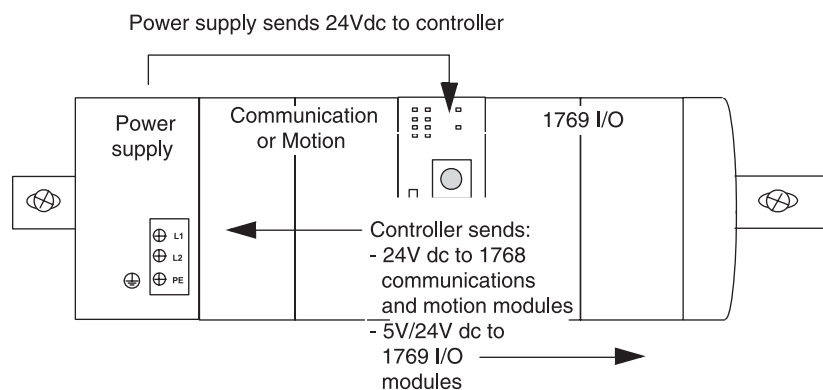 Power supply sends 24Vdc to controller
Power
supply
Communication
or Motion
1769 I/O
L1
L2
PE
Controller sends:
- 24V dc to 1768
communications
and motion modules
- 5V/24V dc to
1769 I/O
modules